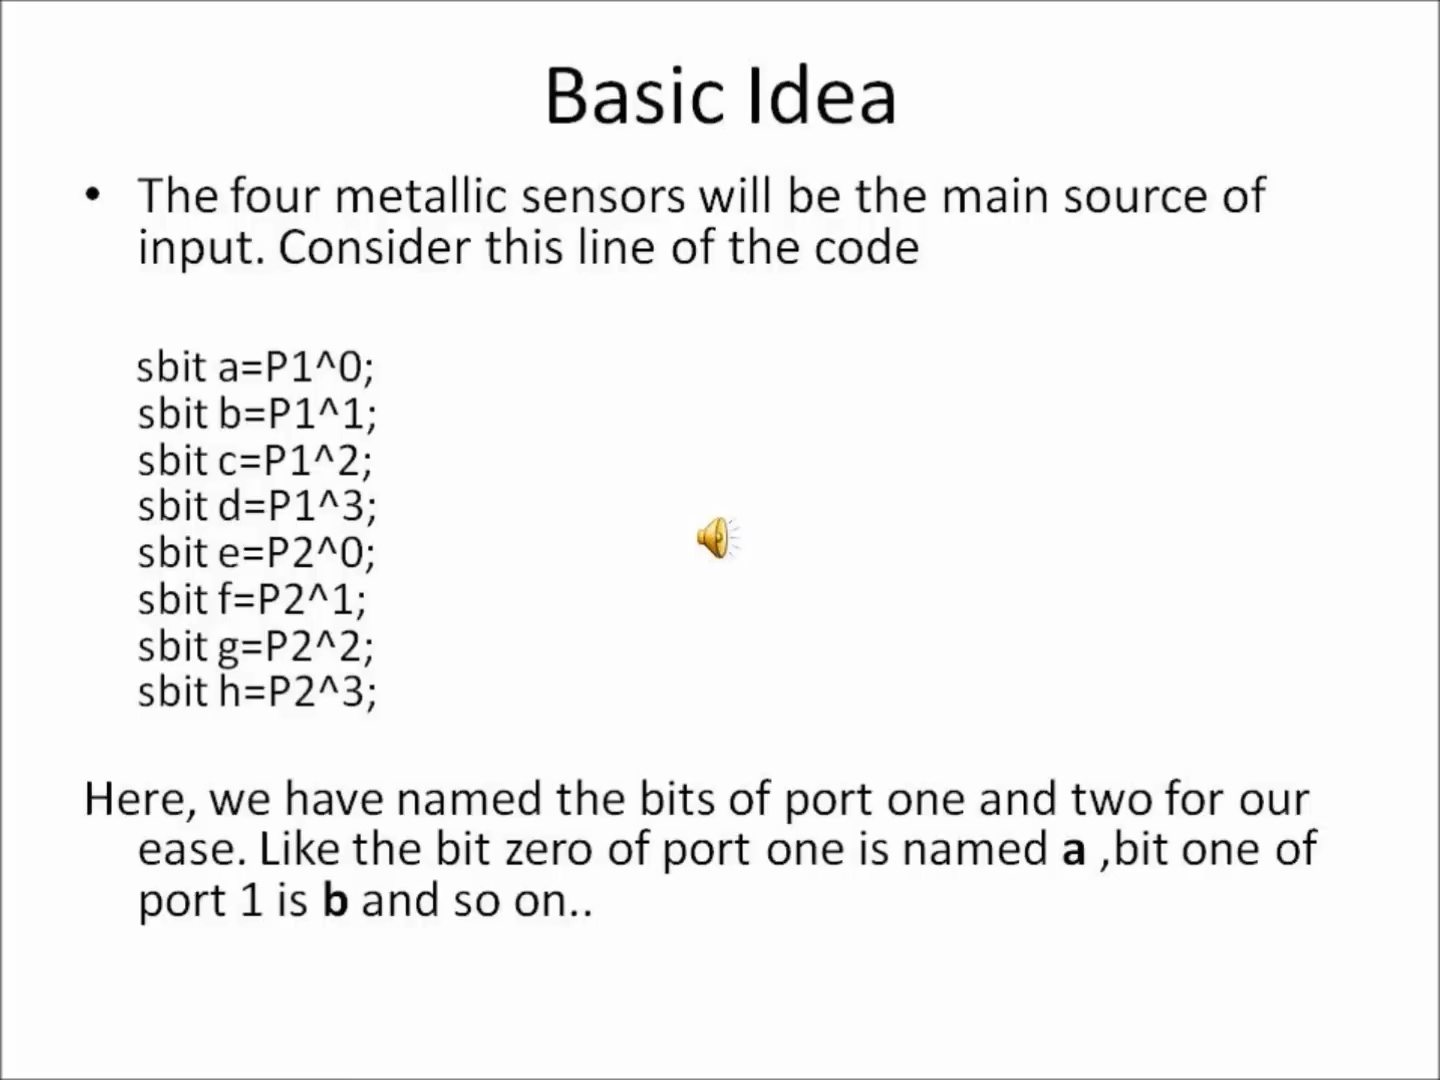 Basic Idea
• The four metallic sensors will be the main source of
input. Consider this line of the code
sbit a=P1^0;
sbit b=P1^1;
sbit c=P1^2;
sbit d=P1^3;
sbit e=P2^0;
sbit f=P2^1;
sbit g=P2^2;
sbit h=P2^3;
Here, we have named the bits of port one and two for our
ease. Like the bit zero of port one is named a ,bit one of
port 1 is b and so on..